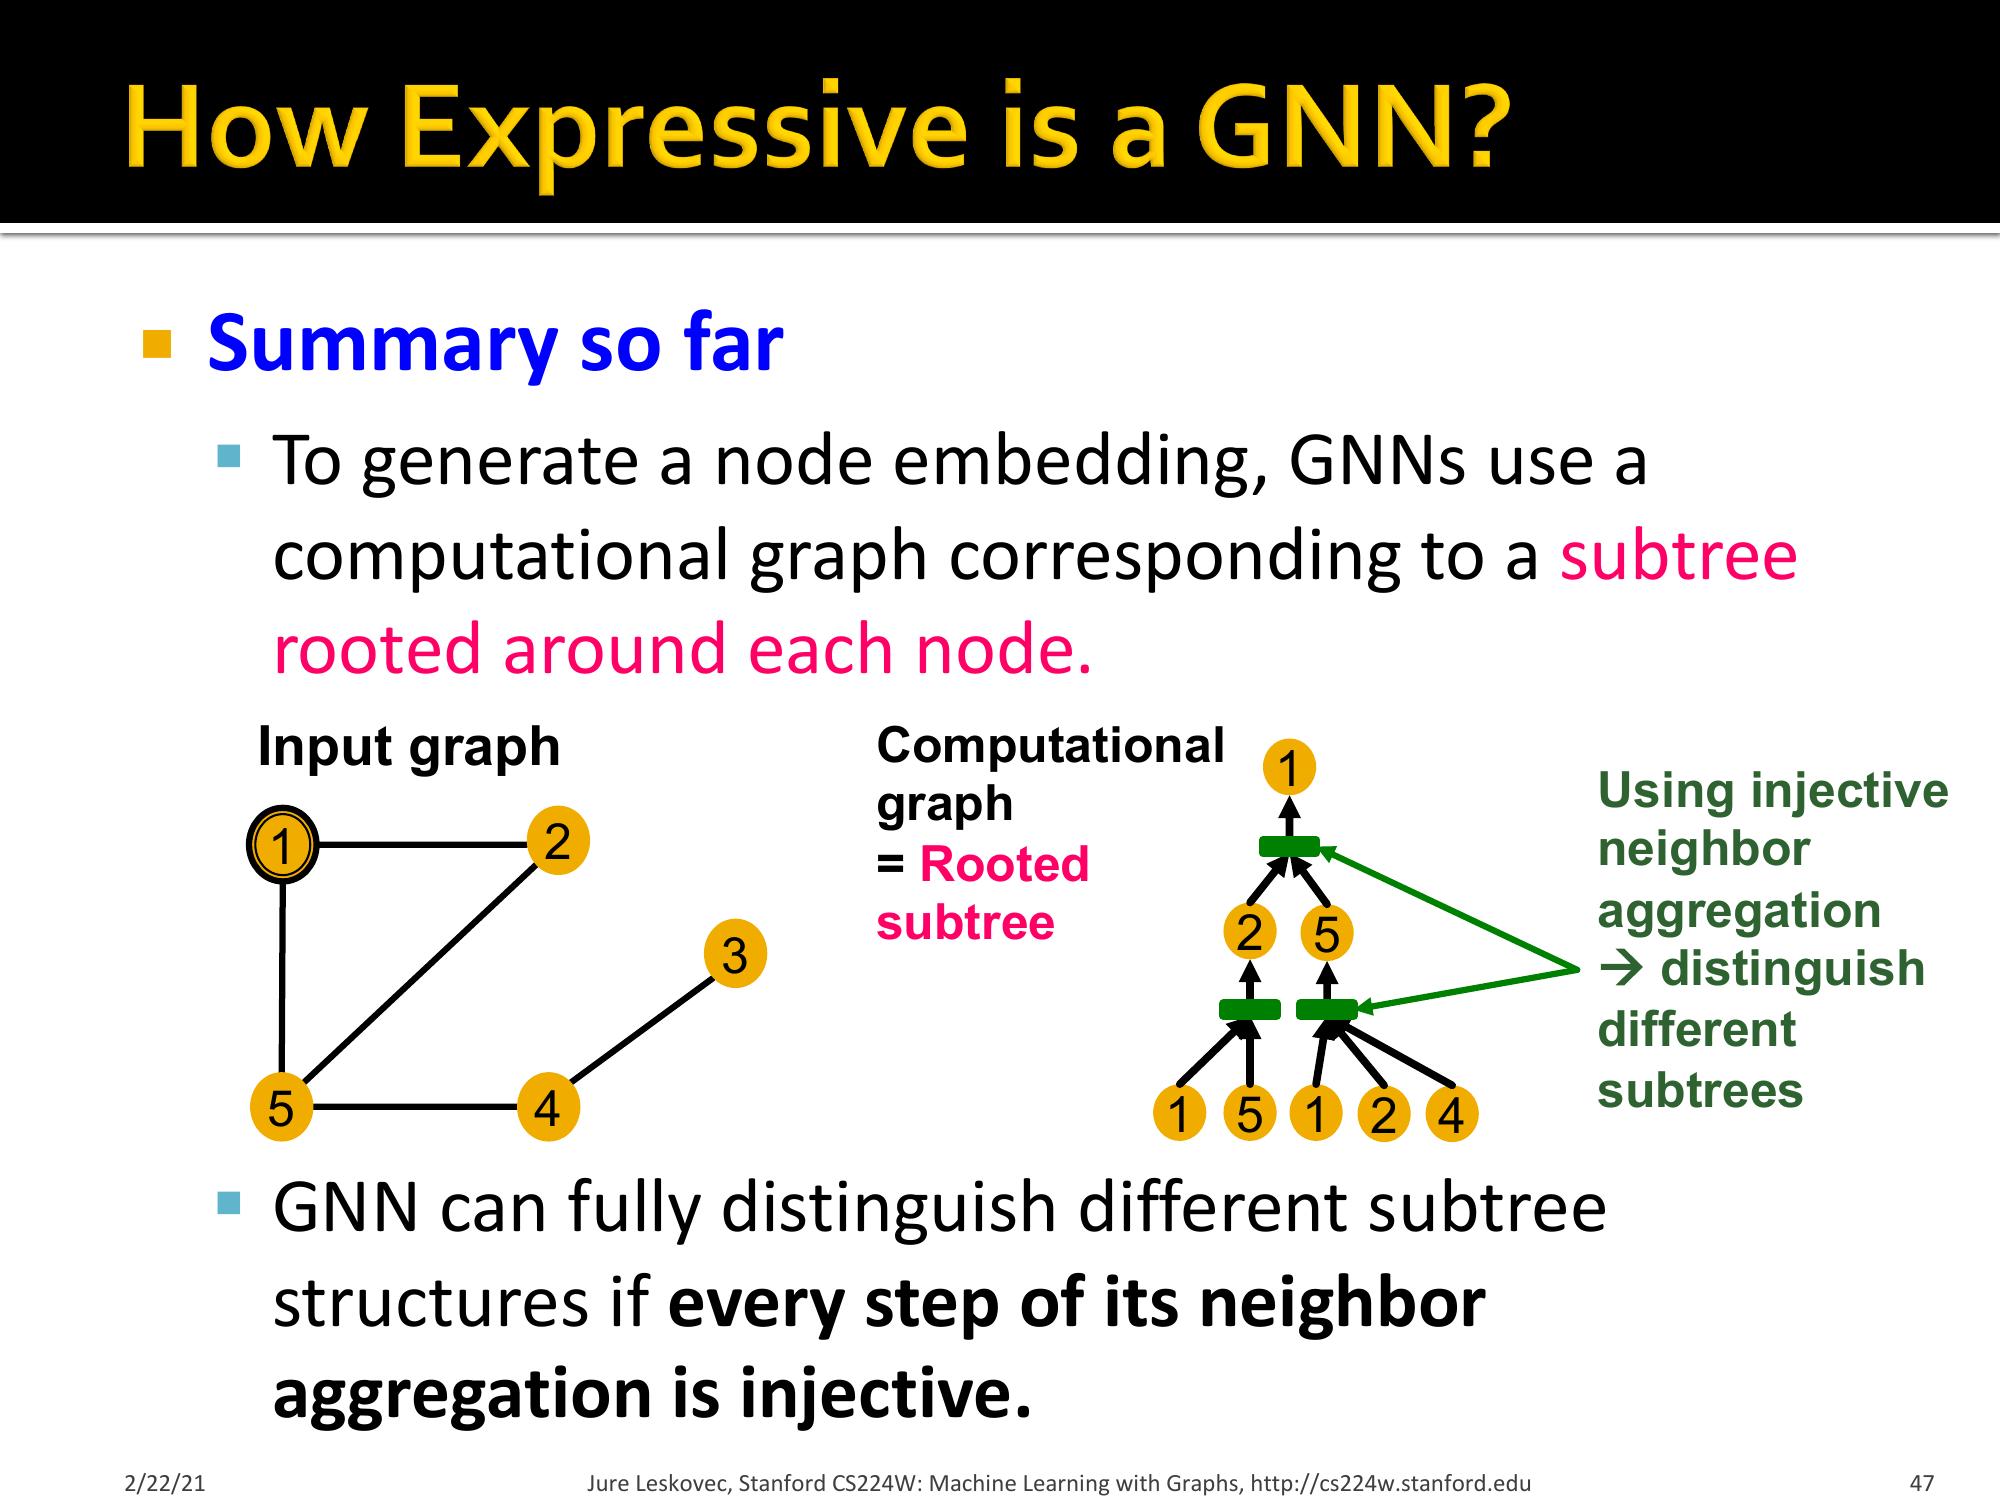 How Expressive is a GNN?
Summary so far
To generate a node embedding, GNNs use a
computational graph corresponding to a subtree
rooted around each node.
Input graph
1
2
3
5
4
Computational
graph
= Rooted
subtree
1
2 5
1 5 1 2 4
Using injective
neighbor
aggregation
→ distinguish
different
subtrees
GNN can fully distinguish different subtree
structures if every step of its neighbor
aggregation is injective.
2/22/21
Jure Leskovec, Stanford CS224W: Machine Learning with Graphs, http://cs224w.stanford.edu
47